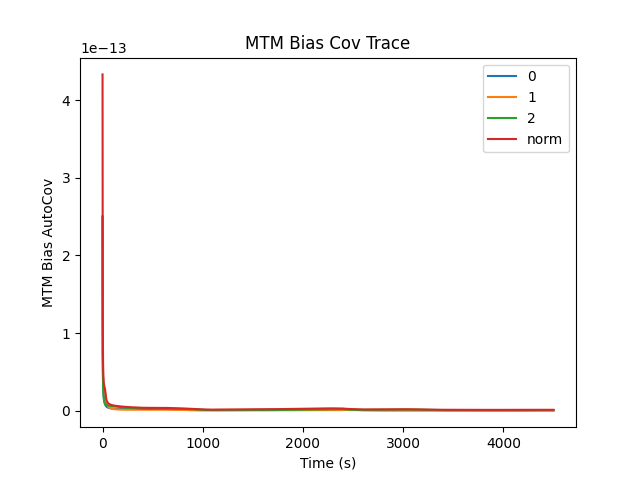 MTM Bias Cov Trace
1e−13
4
3
2
1
0
MTM Bias AutoCov
0
1000
2000
3000
4000
Time (s)
0
1
2
norm